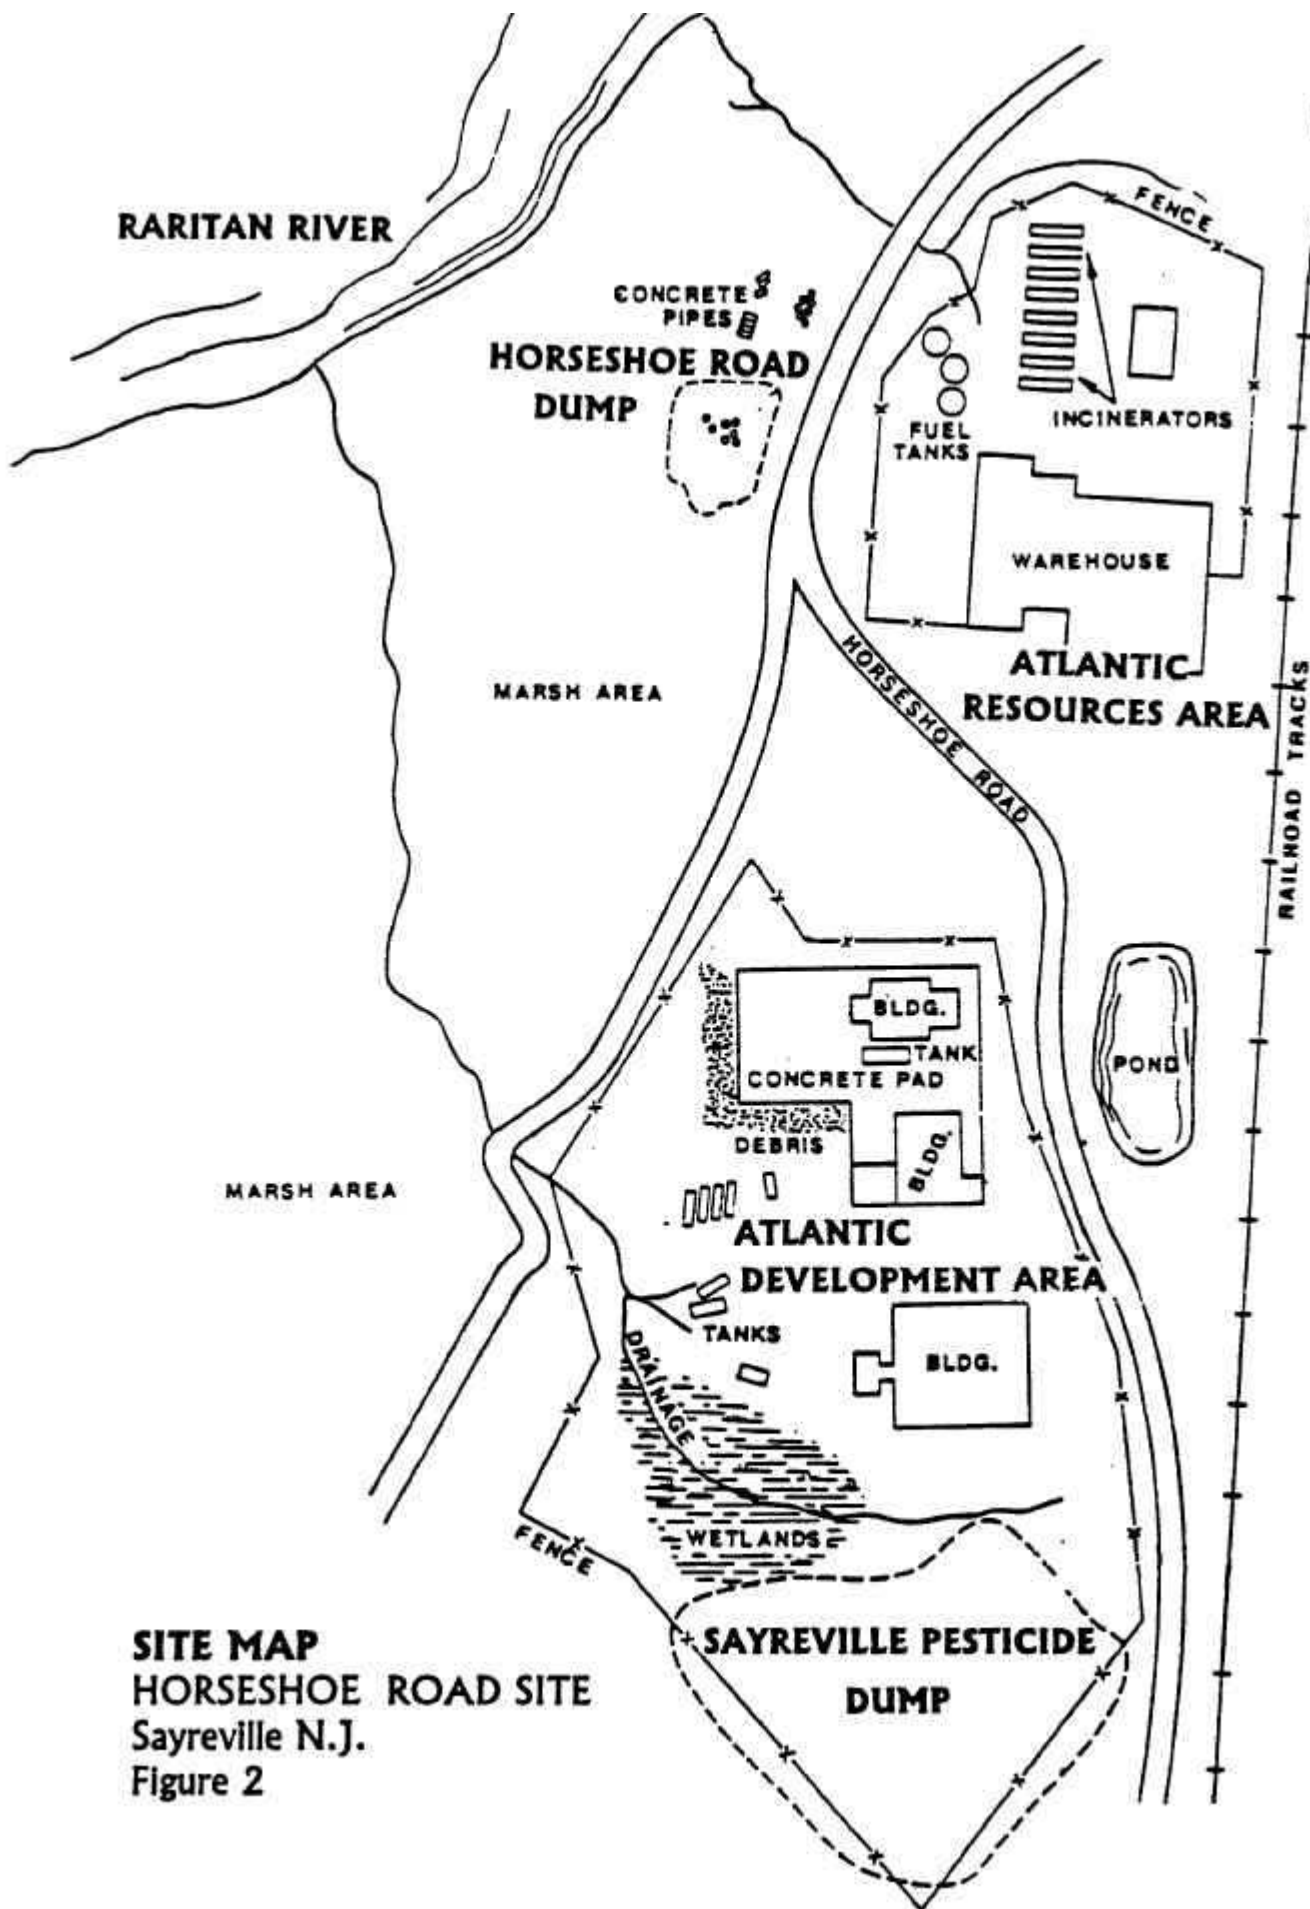 RARITAN RIVER
FENCE
CONCRETE
PIPES
HORSESHOE ROAD
DUMP
INCINERATORS
FUEL
TANKS
WAREHOUSE
HORSESHOE ROAD
ATLANTIC
RESOURCES AREA
RAILROAD TRACKS
MARSH AREA
BLDG.
TANK
CONCRETE PAD
POND
DEBRIS
BLDG.
MARSH AREA
ATLANTIC
DEVELOPMENT AREA
TANKS
BLDG.
DRAINAGE
WETLANDS
FENCE
SAYREVILLE PESTICIDE
DUMP
SITE MAP
HORSESHOE ROAD SITE
Sayreville N.J.
Figure 2